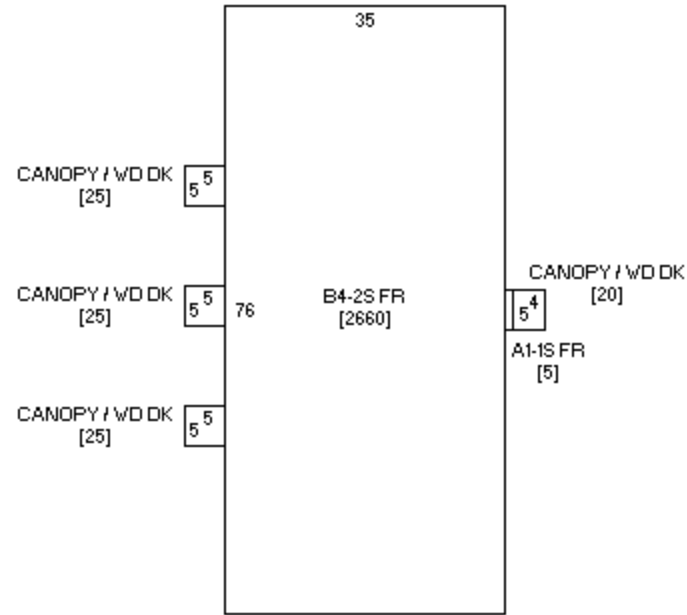 35
CANOPY / WD DK
[25]
5
5
CANOPY / WD DK
[25]
5
5
76
B4-2S FR
[2660]
CANOPY / WD DK
[20]
5
4
A1-1S FR
[5]
CANOPY / WD DK
[25]
5
5